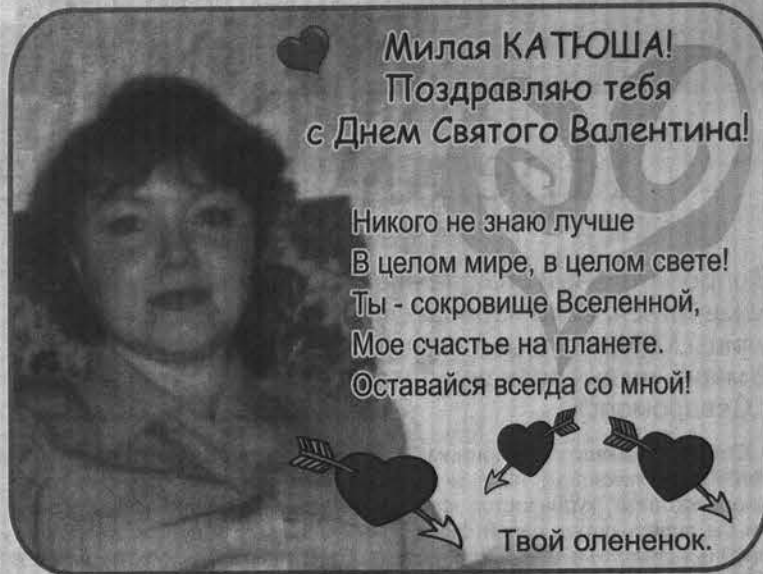 Милая КАТЮША!
Поздравляю тебя
с Днем Святого Валентина!
Никого не знаю лучше
В целом мире, в целом свете!
Ты - сокровище Вселенной,
Мое счастье на планете.
Оставайся всегда со мной!
Твой олененок.